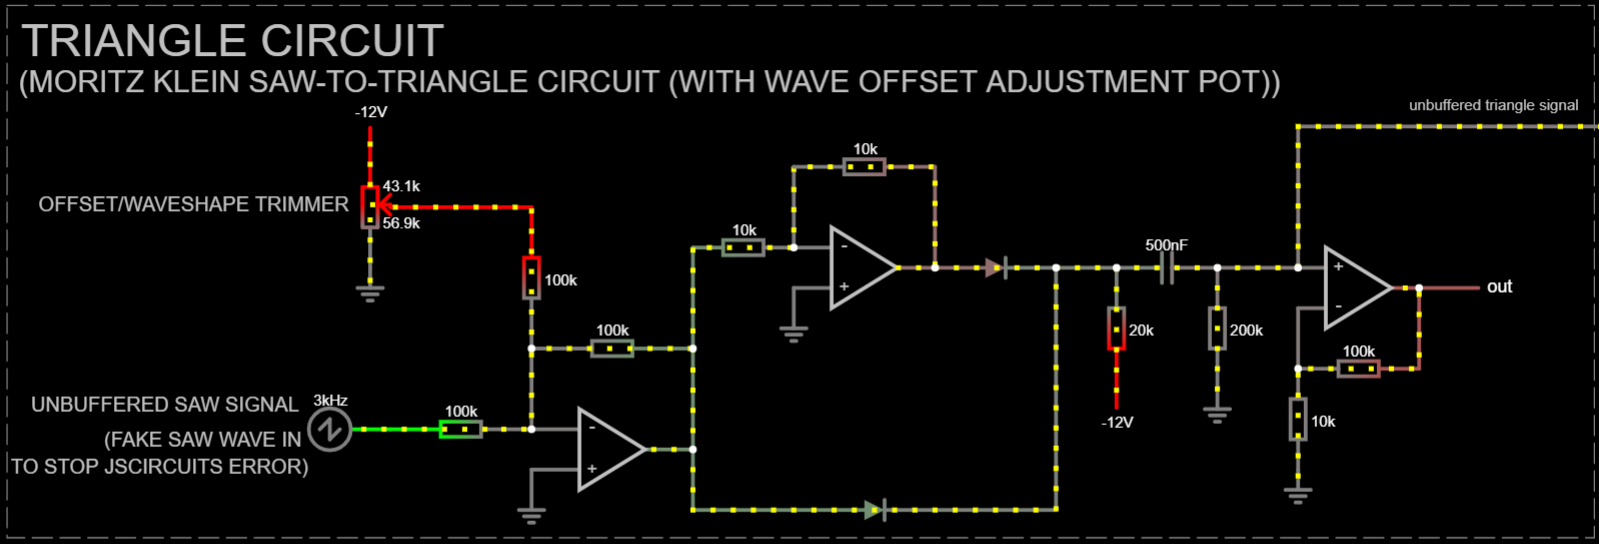 TRIANGLE CIRCUIT
(MORITZ KLEIN SAW-TO-TRIANGLE CIRCUIT (WITH WAVE OFFSET ADJUSTMENT POT))
unbuffered triangle signal
-12V
10k
43.1k
OFFSET/WAVESHAPE TRIMMER
56.9k
10k
-
+
500nF
+
-
out
100k
100k
20k
200k
100k
-12V
UNBUFFERED SAW SIGNAL
3kHz
100k
(FAKE SAW WAVE IN
TO STOP JSCIRCUITS ERROR)
-
+
10k